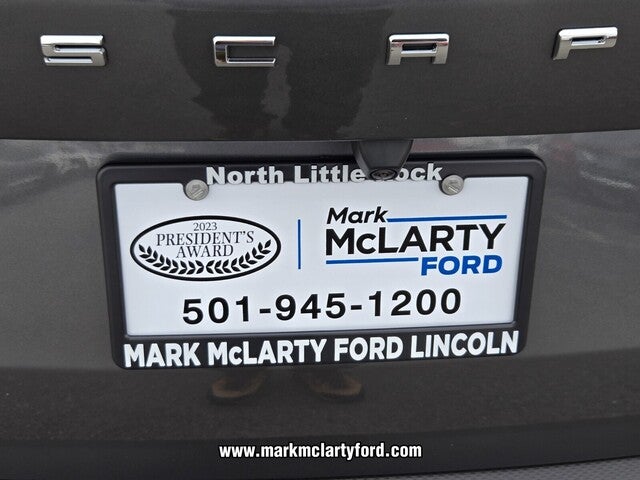 S C A P
North Little Rock
2023
PRESIDENT'S
AWARD
Mark
McLARTY
FORD
501-945-1200
MARK McLARTY FORD LINCOLN
www.markmclartyford.com